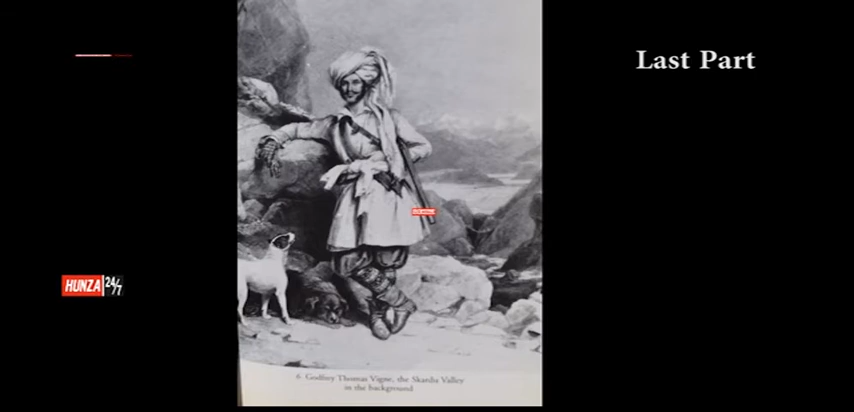 Last Part
HUNZA 24/7
6. Godfrey Thomas Vigne, the Skardu Valley
in the background